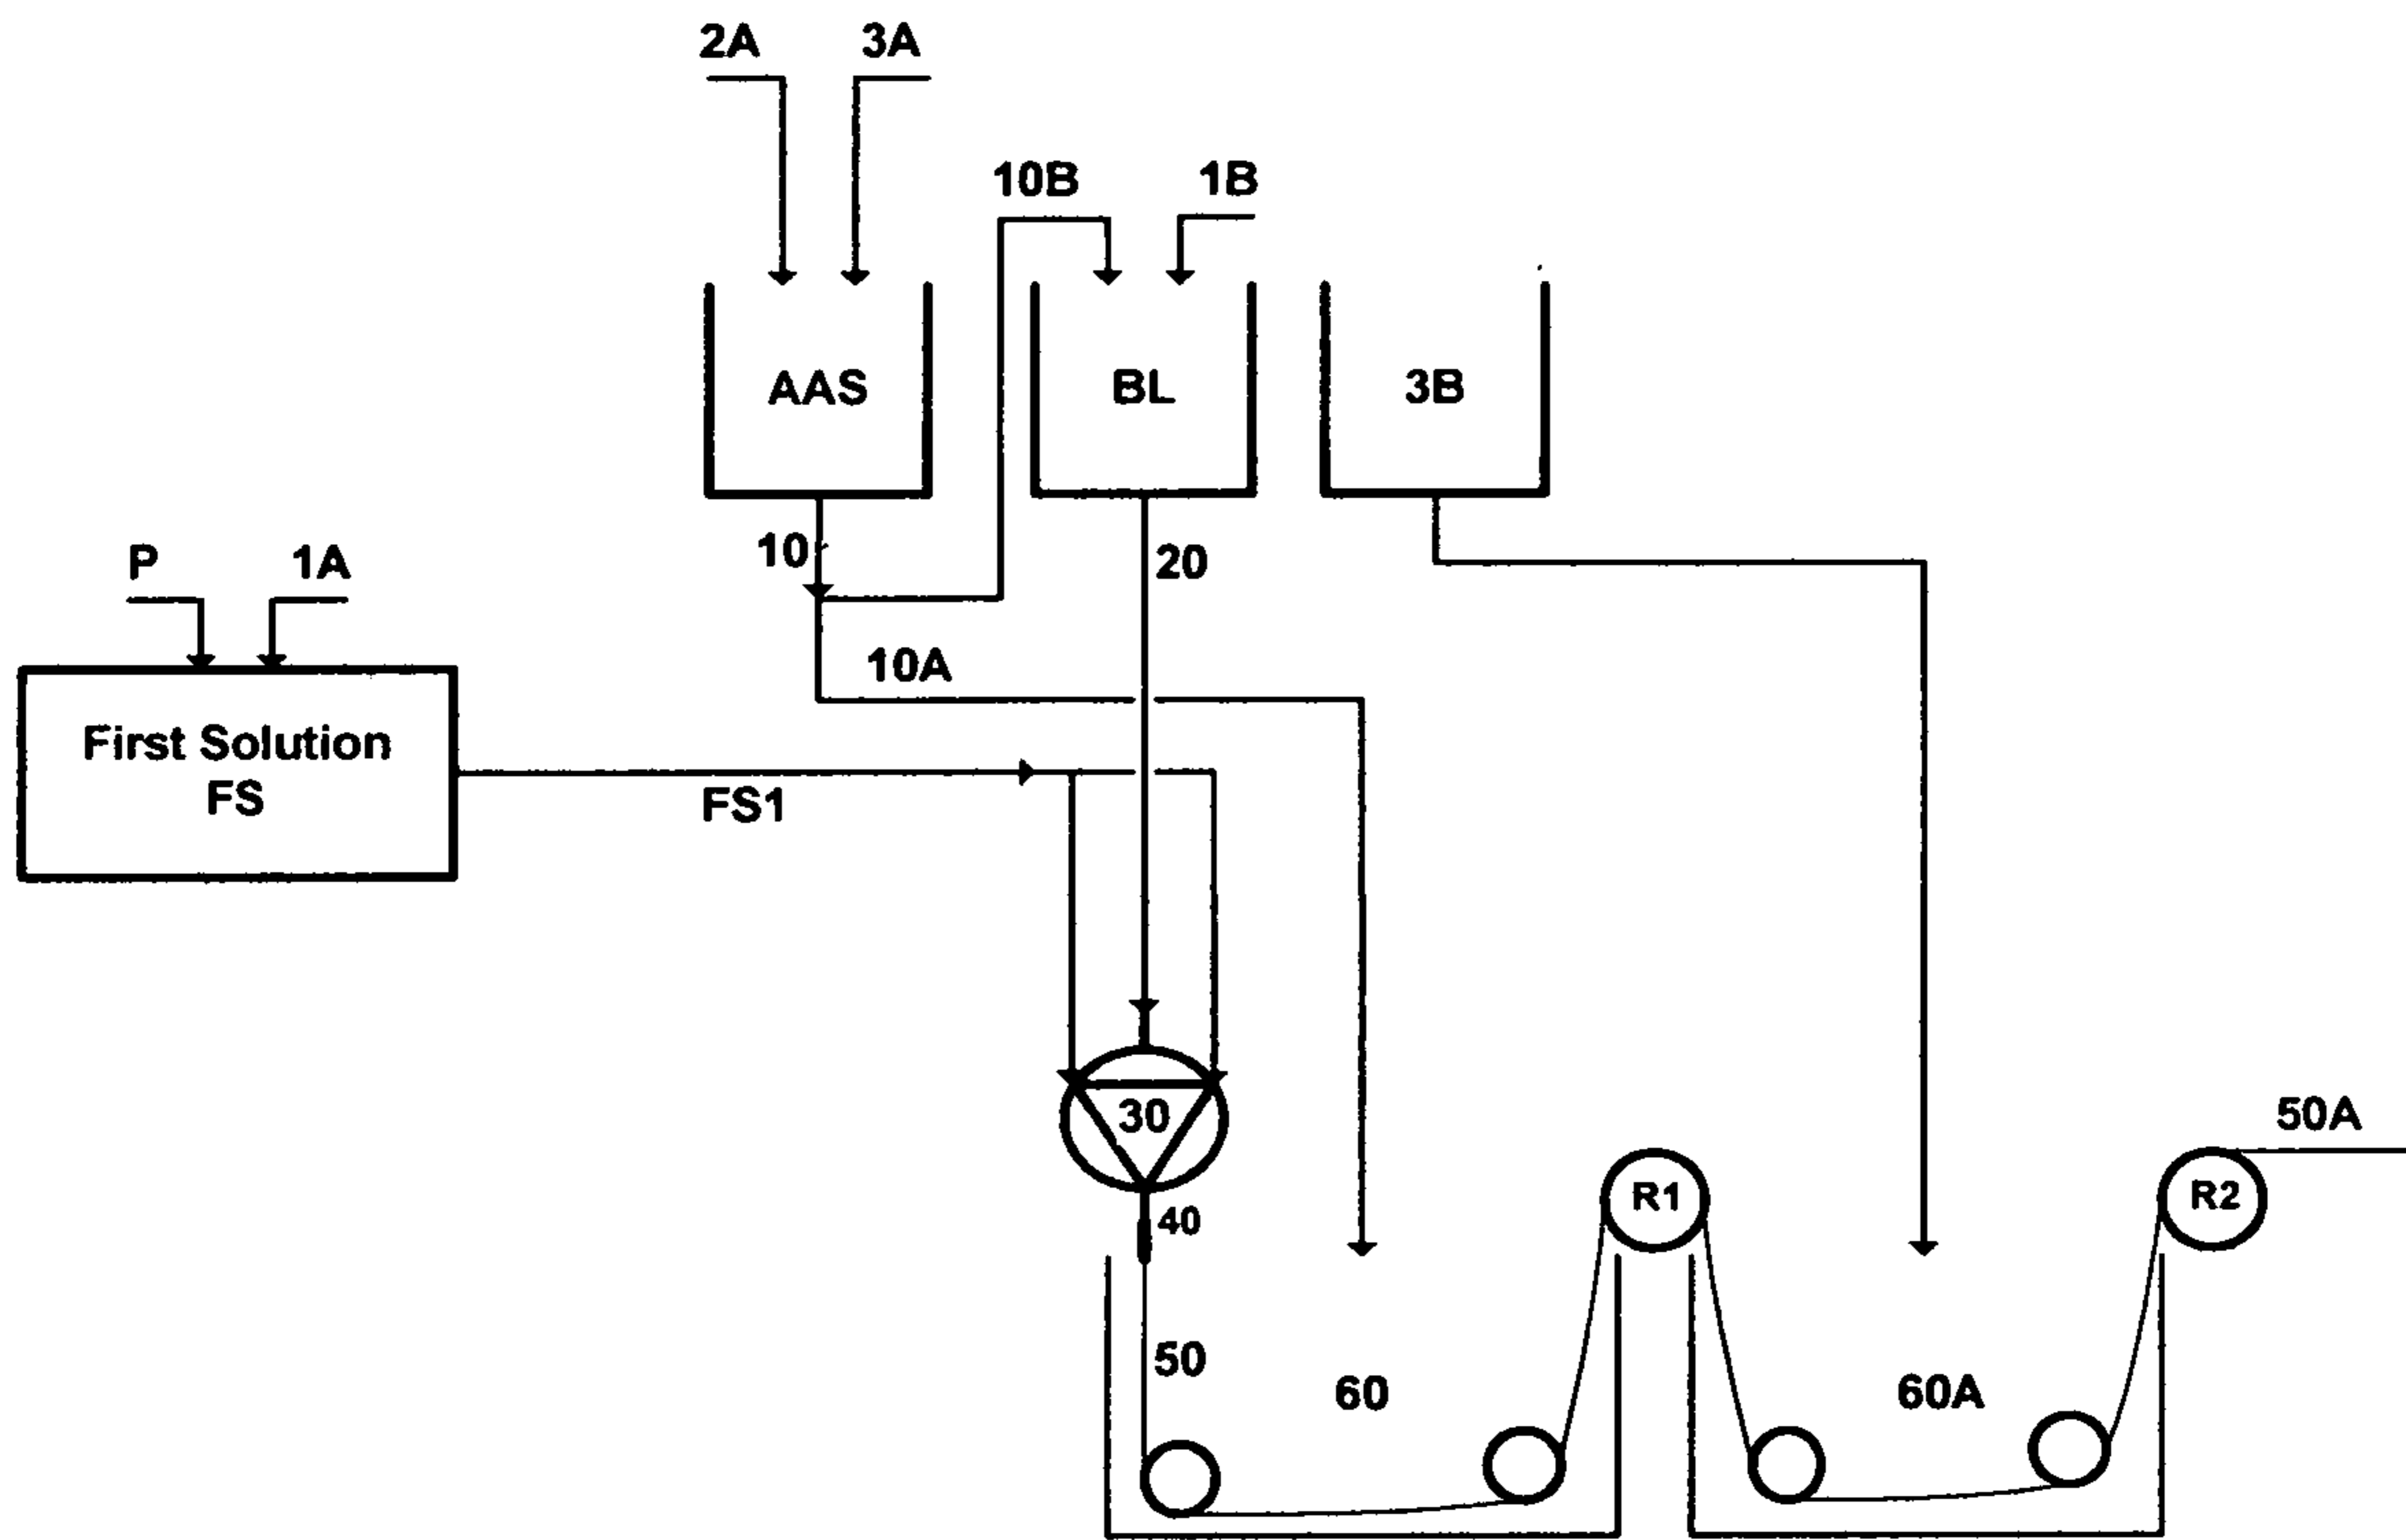 2A
3A
10B
1B
AAS
BL
3B
10
20
P
1A
10A
First Solution
FS
FS1
30
40
50A
R1
R2
50
60
60A